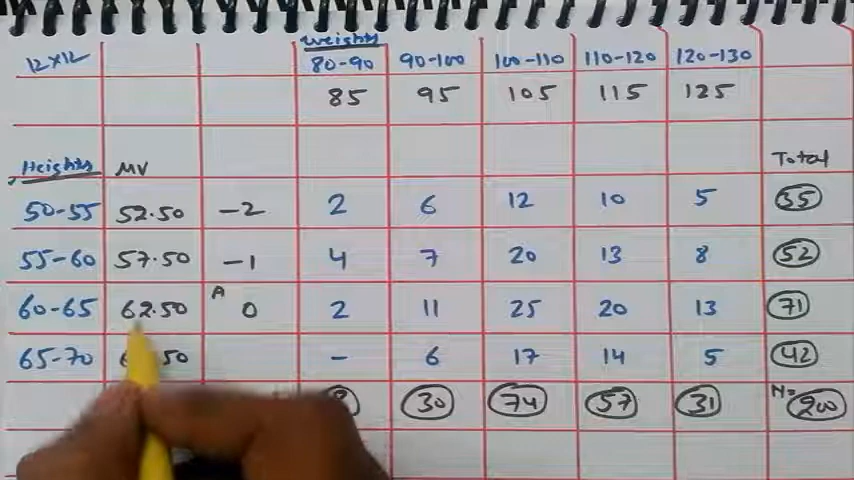 weights
12x12 80-90 90-100 100-110 110-120 120-130
85 95 105 115 125
Heights MV Total
50-55 52.50 -2 2 6 12 10 5 35
55-60 57.50 -1 4 7 20 13 8 52
60-65 62.50 A 0 2 11 25 20 13 71
65-70 50 - 6 17 14 5 42
30 74 57 31 N= 200